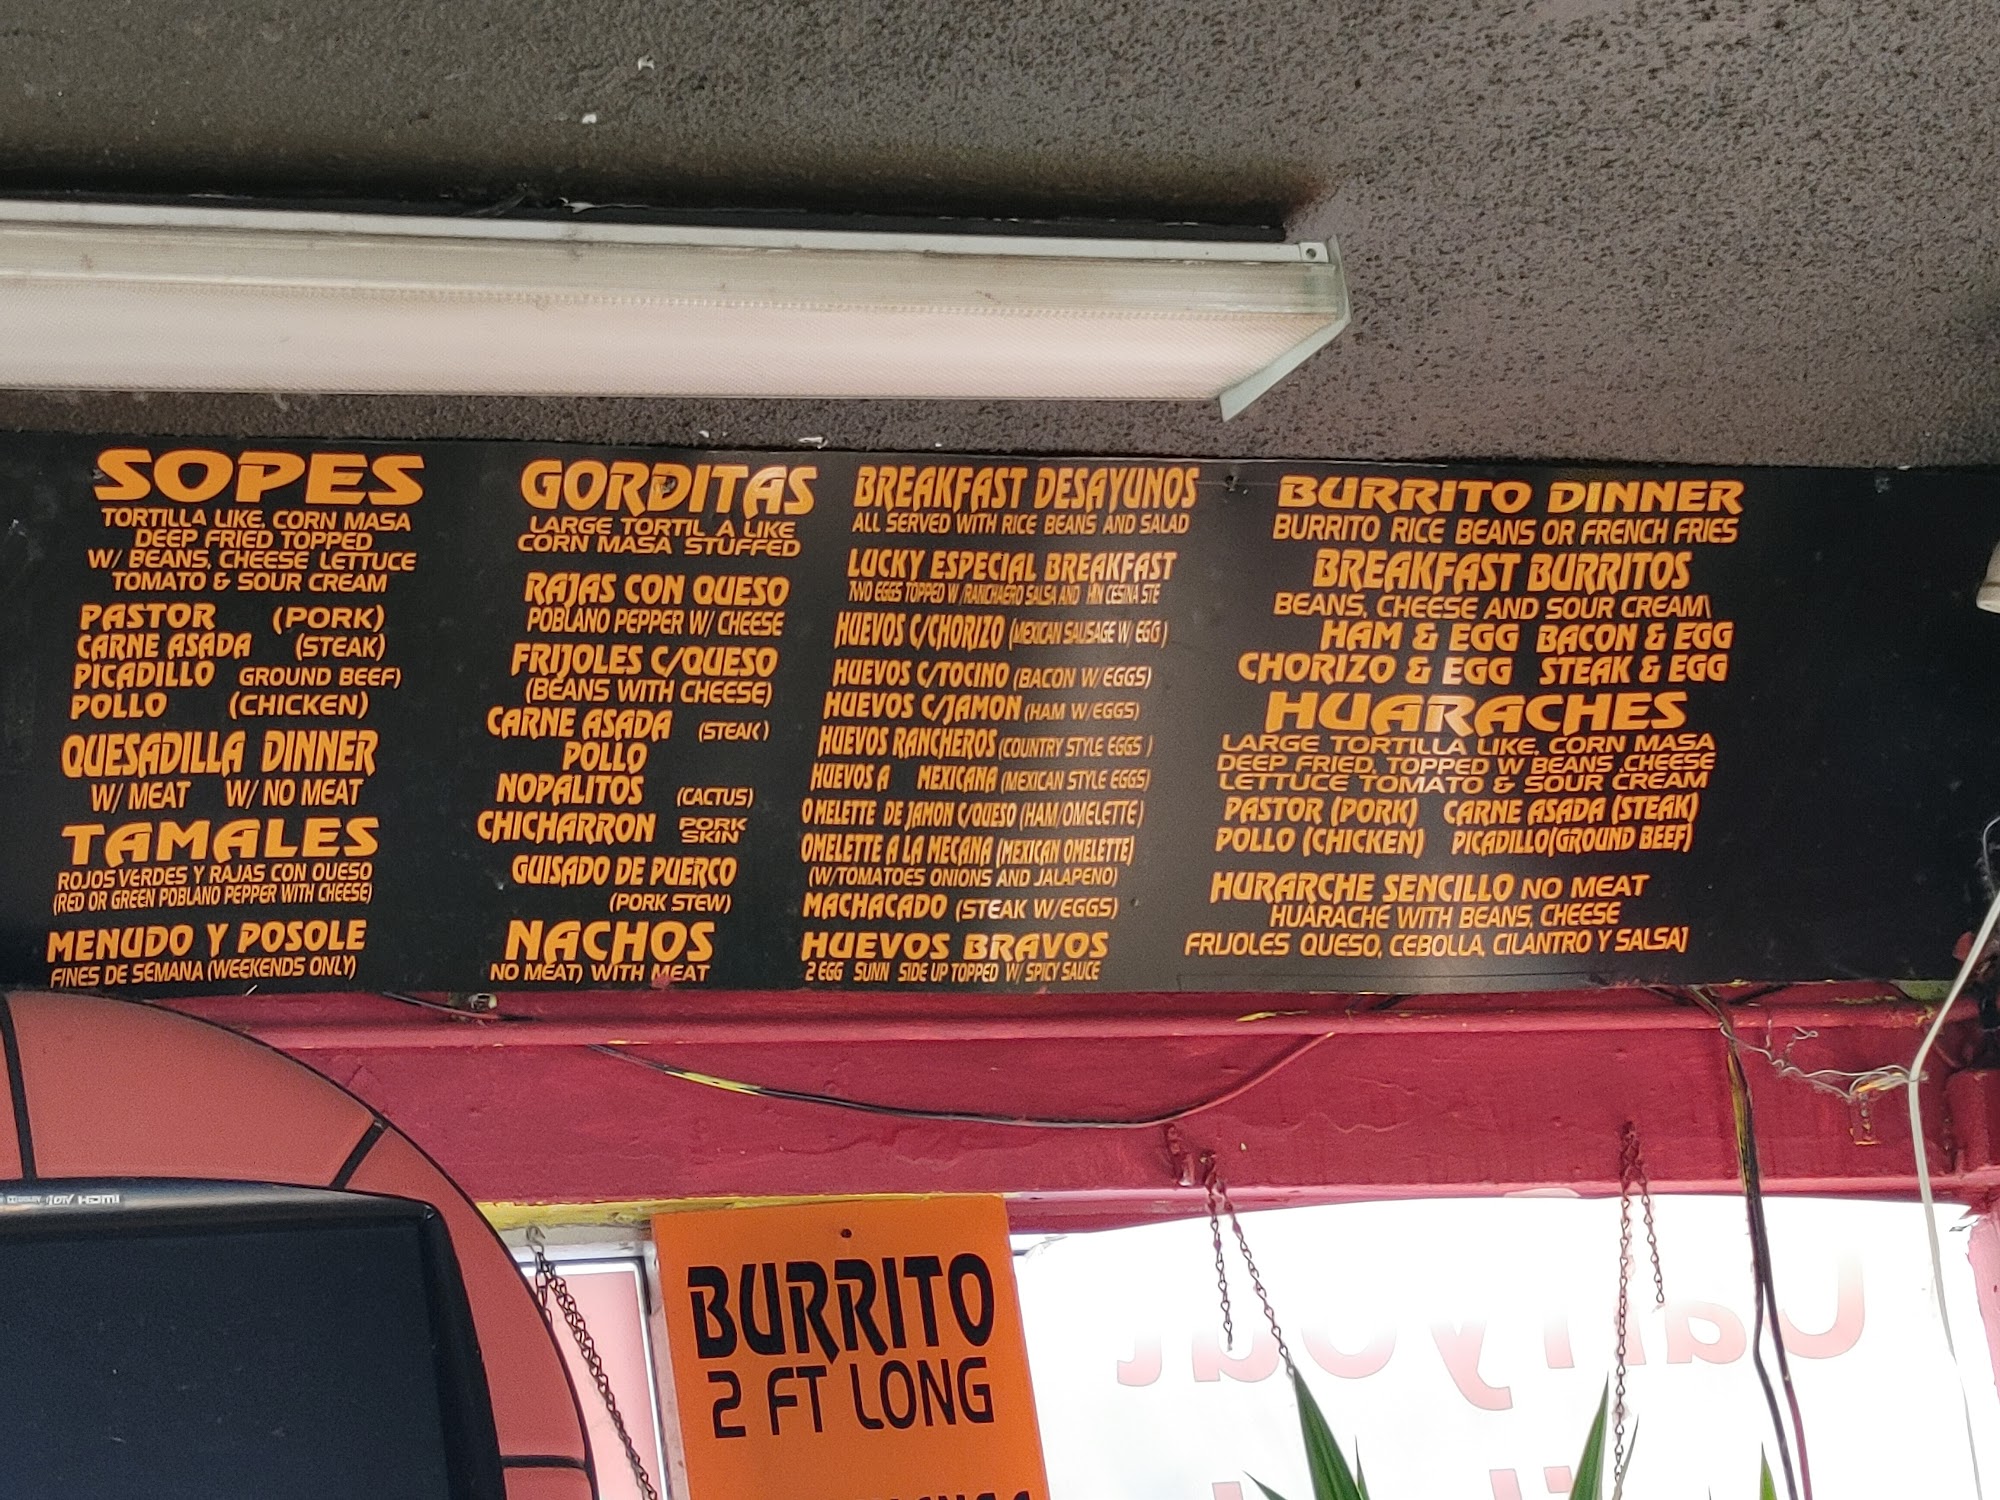 SOPES
TORTILLA LIKE, CORN MASA
DEEP FRIED TOPPED
W/ BEANS, CHEESE LETTUCE
TOMATO & SOUR CREAM
PASTOR (PORK)
CARNE ASADA (STEAK)
PICADILLO GROUND BEEF)
POLLO (CHICKEN)
QUESADILLA DINNER
W/ MEAT W/ NO MEAT
TAMALES
ROJOS VERDES Y RAJAS CON QUESO
(RED OR GREEN POBLANO PEPPER WITH CHEESE)
MENUDO Y POSOLE
FINES DE SEMANA (WEEKENDS ONLY)
GORDITAS
LARGE TORTIL A LIKE
CORN MASA STUFFED
RAJAS CON QUESO
POBLANO PEPPER W/ CHEESE
FRIJOLES C/QUESO
(BEANS WITH CHEESE)
CARNE ASADA (STEAK)
POLLO
NOPALITOS (CACTUS)
CHICHARRON PORK SKIN
GUISADO DE PUERCO
(PORK STEW)
NACHOS
NO MEAT) WITH MEAT
BREAKFAST DESAYUNOS
ALL SERVED WITH RICE BEANS AND SALAD
LUCKY ESPECIAL BREAKFAST
TWO EGGS TOPPED W/RANCHAERO SALSA AND CESINA STE
HUEVOS C/CHORIZO (MEXICAN SAUSAGE W/ EGG)
HUEVOS C/TOCINO (BACON W/EGGS)
HUEVOS C/JAMON (HAM W/EGGS)
HUEVOS RANCHEROS (COUNTRY STYLE EGGS )
HUEVOS A MEXICANA (MEXICAN STYLE EGGS)
OMELETTE DE JAMON C/QUESO (HAM/OMELETTE)
OMELETTE A LA MECANA (MEXICAN OMELETTE)
(W/TOMATOES ONIONS AND JALAPENO)
MACHACADO (STEAK W/EGGS)
HUEVOS BRAVOS
2 EGG SUNN SIDE UP TOPPED W/ SPICY SAUCE
BURRITO DINNER
BURRITO RICE BEANS OR FRENCH FRIES
BREAKFAST BURRITOS
BEANS, CHEESE AND SOUR CREAM\
HAM & EGG BACON & EGG
CHORIZO & EGG STEAK & EGG
HUARACHES
LARGE TORTILLA LIKE, CORN MASA
DEEP FRIED, TOPPED W BEANS ,CHEESE
LETTUCE TOMATO & SOUR CREAM
PASTOR (PORK) CARNE ASADA (STEAK)
POLLO (CHICKEN) PICADILLO(GROUND BEEF)
HURARCHE SENCILLO NO MEAT
HUARACHE WITH BEANS, CHEESE
FRIJOLES QUESO, CEBOLLA, CILANTRO Y SALSA]
HDMI
BURRITO
2 FT LONG
Carryout